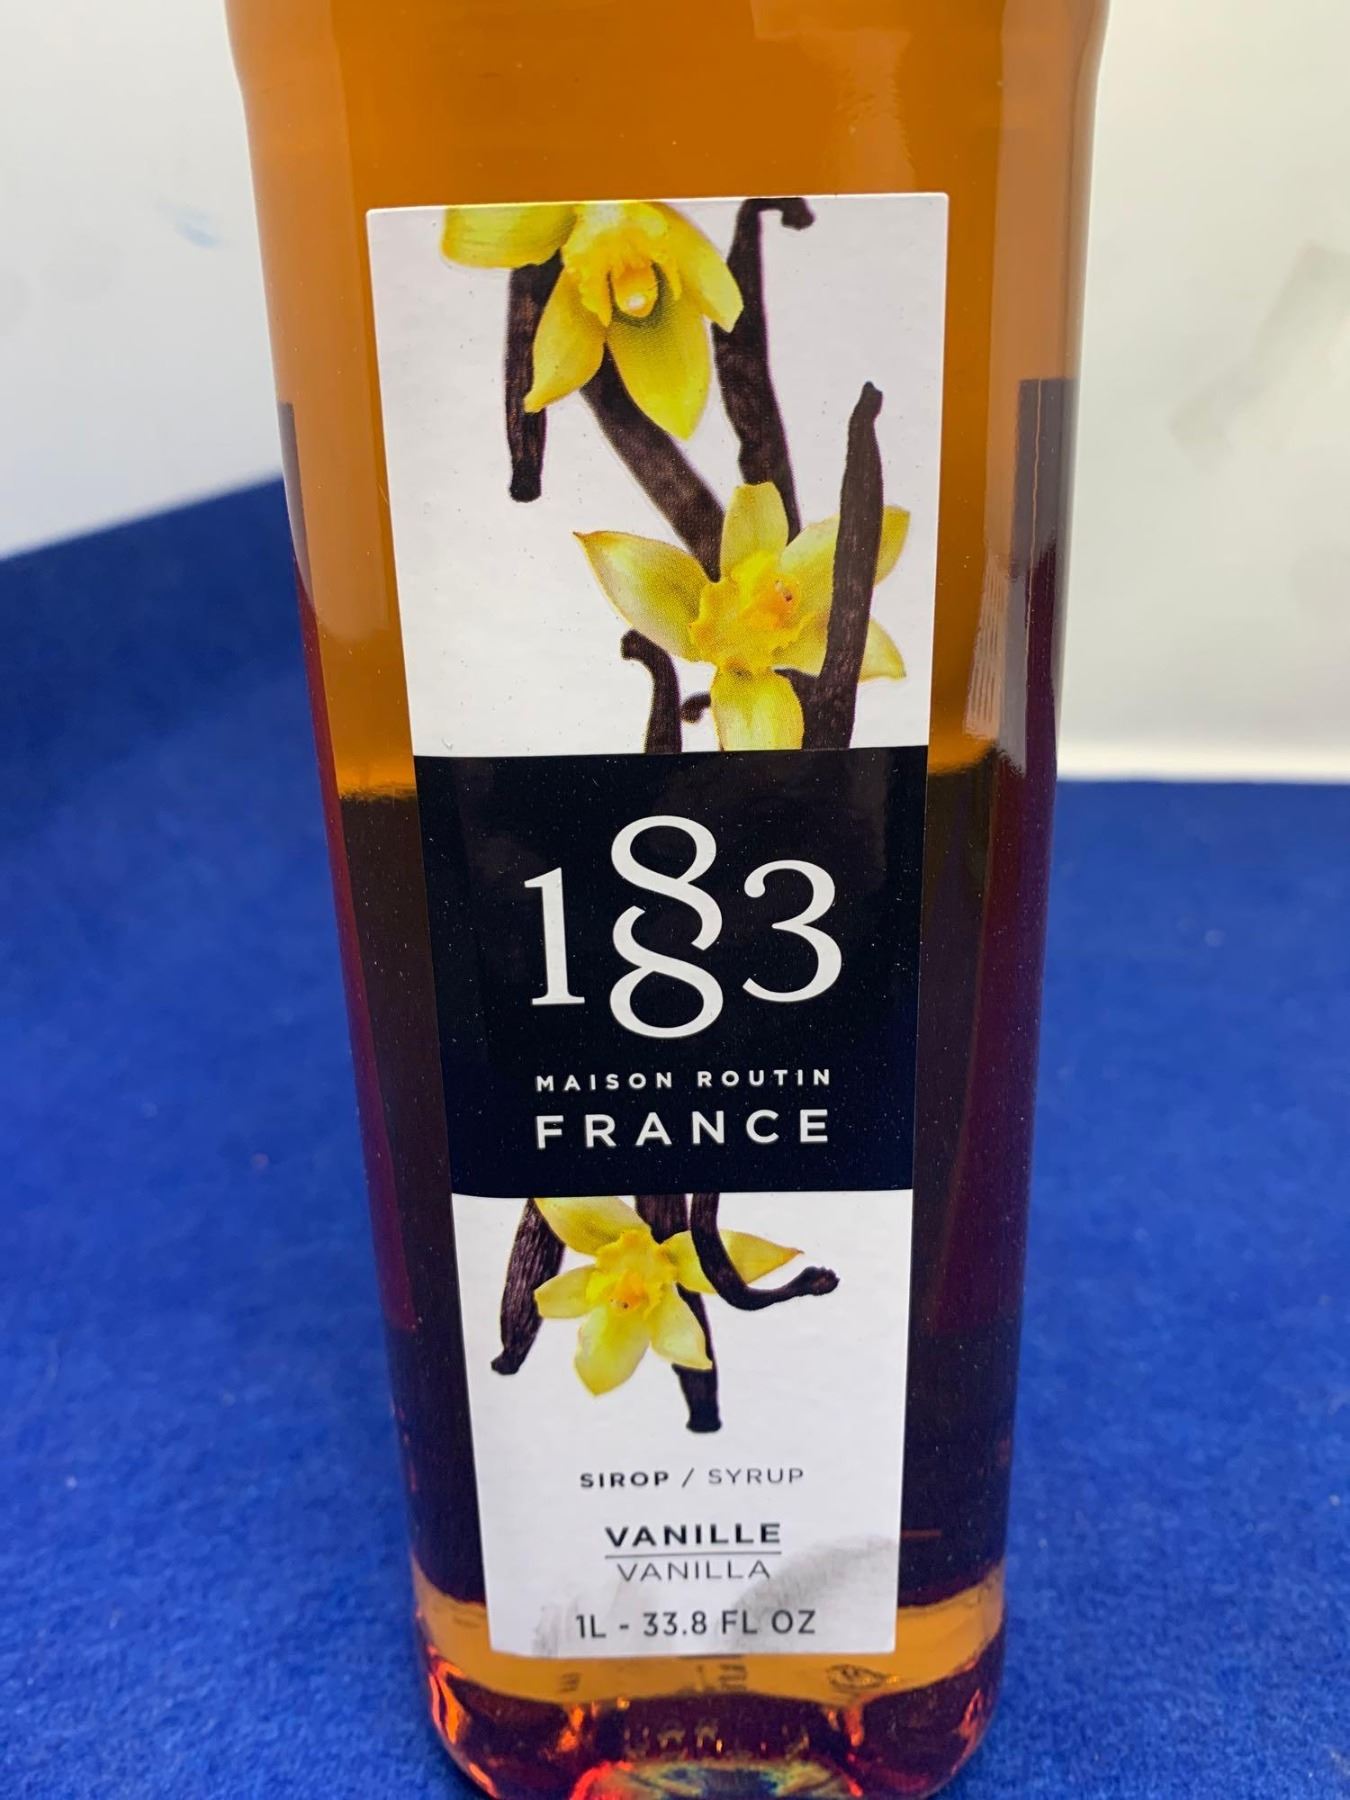 1883
MAISON ROUTIN
FRANCE
SIROP / SYRUP
VANILLE
VANILLA
1L - 33.8 FL OZ